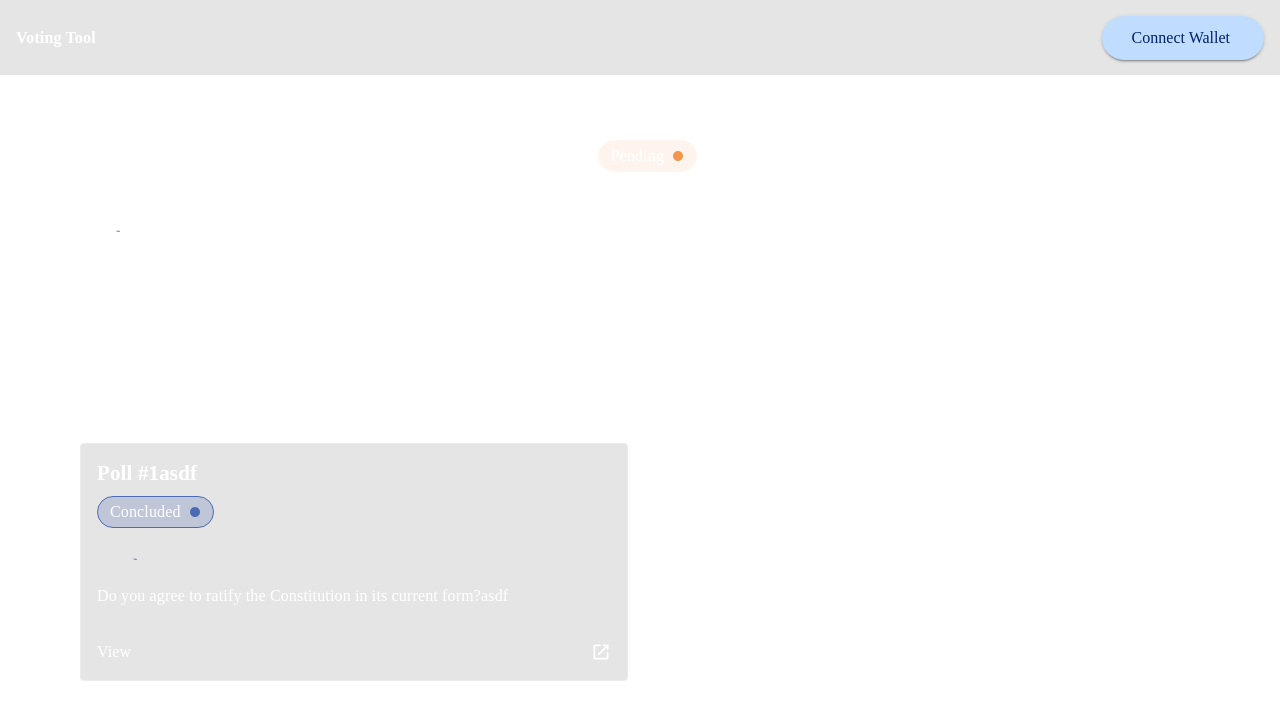 Voting Tool
Connect Wallet
Pending
-
Poll #1asdf
Concluded
-
Do you agree to ratify the Constitution in its current form?asdf
View